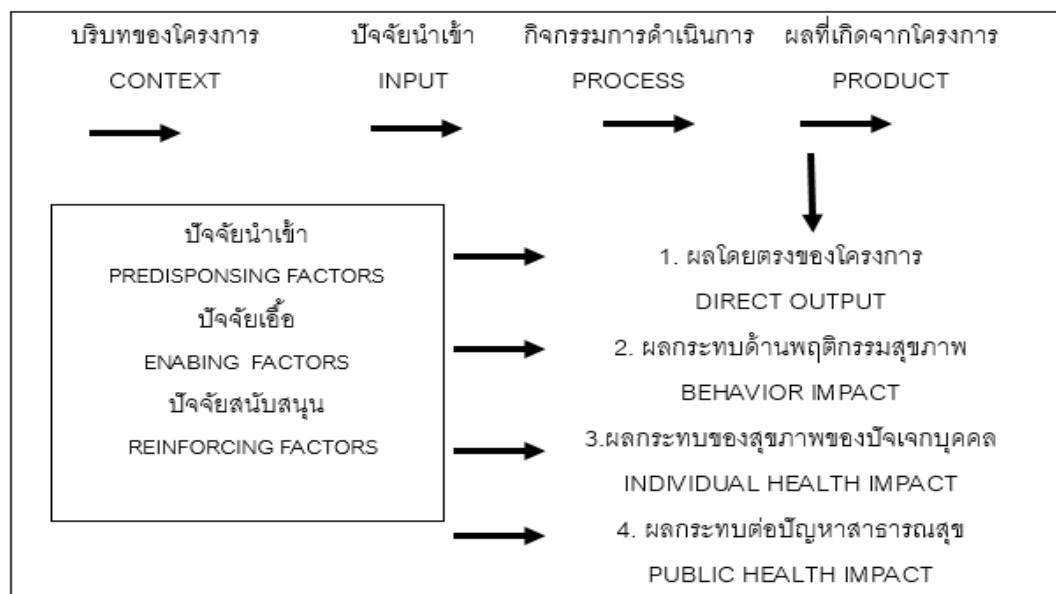 บริบทของโครงการ ปัจจัยนำเข้า กิจกรรมการดำเนินการ ผลที่เกิดจากโครงการ
CONTEXT INPUT PROCESS PRODUCT
ปัจจัยนำเข้า
PREDISPONSING FACTORS
ปัจจัยเอื้อ
ENABING FACTORS
ปัจจัยสนับสนุน
REINFORCING FACTORS
1. ผลโดยตรงของโครงการ
DIRECT OUTPUT
2. ผลกระทบด้านพฤติกรรมสุขภาพ
BEHAVIOR IMPACT
3.ผลกระทบของสุขภาพของปัจเจกบุคคล
INDIVIDUAL HEALTH IMPACT
4. ผลกระทบต่อปัญหาสาธารณสุข
PUBLIC HEALTH IMPACT